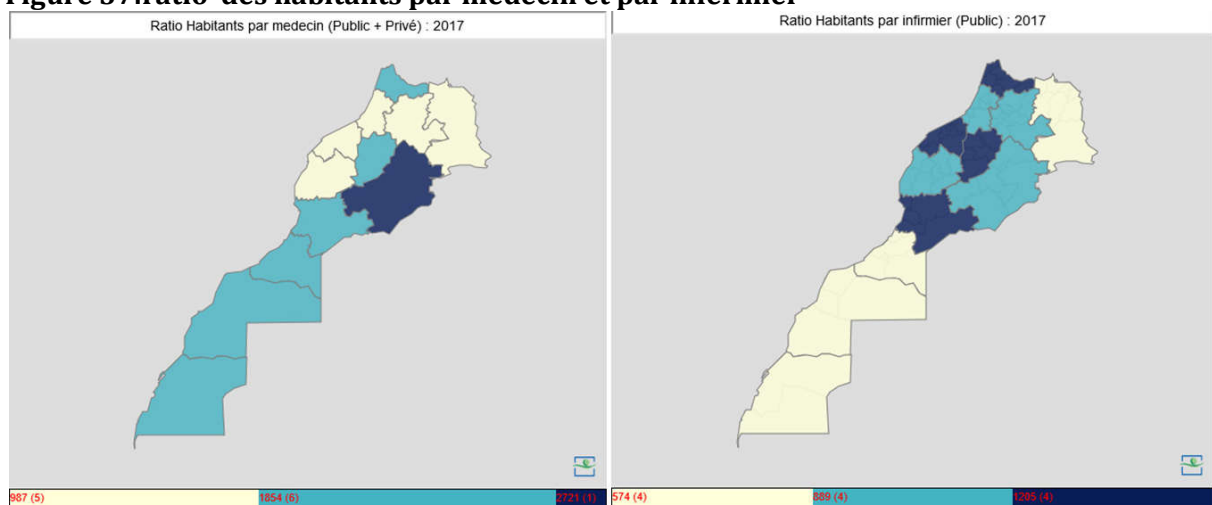 Figure 37:ratio des habitants par médecin et par infirmier
Ratio Habitants par medecin (Public + Privé) : 2017
Ratio Habitants par infirmier (Public) : 2017
987 (5) 1854 (6) 2721 (1)
574 (4) 889 (4) 1205 (4)